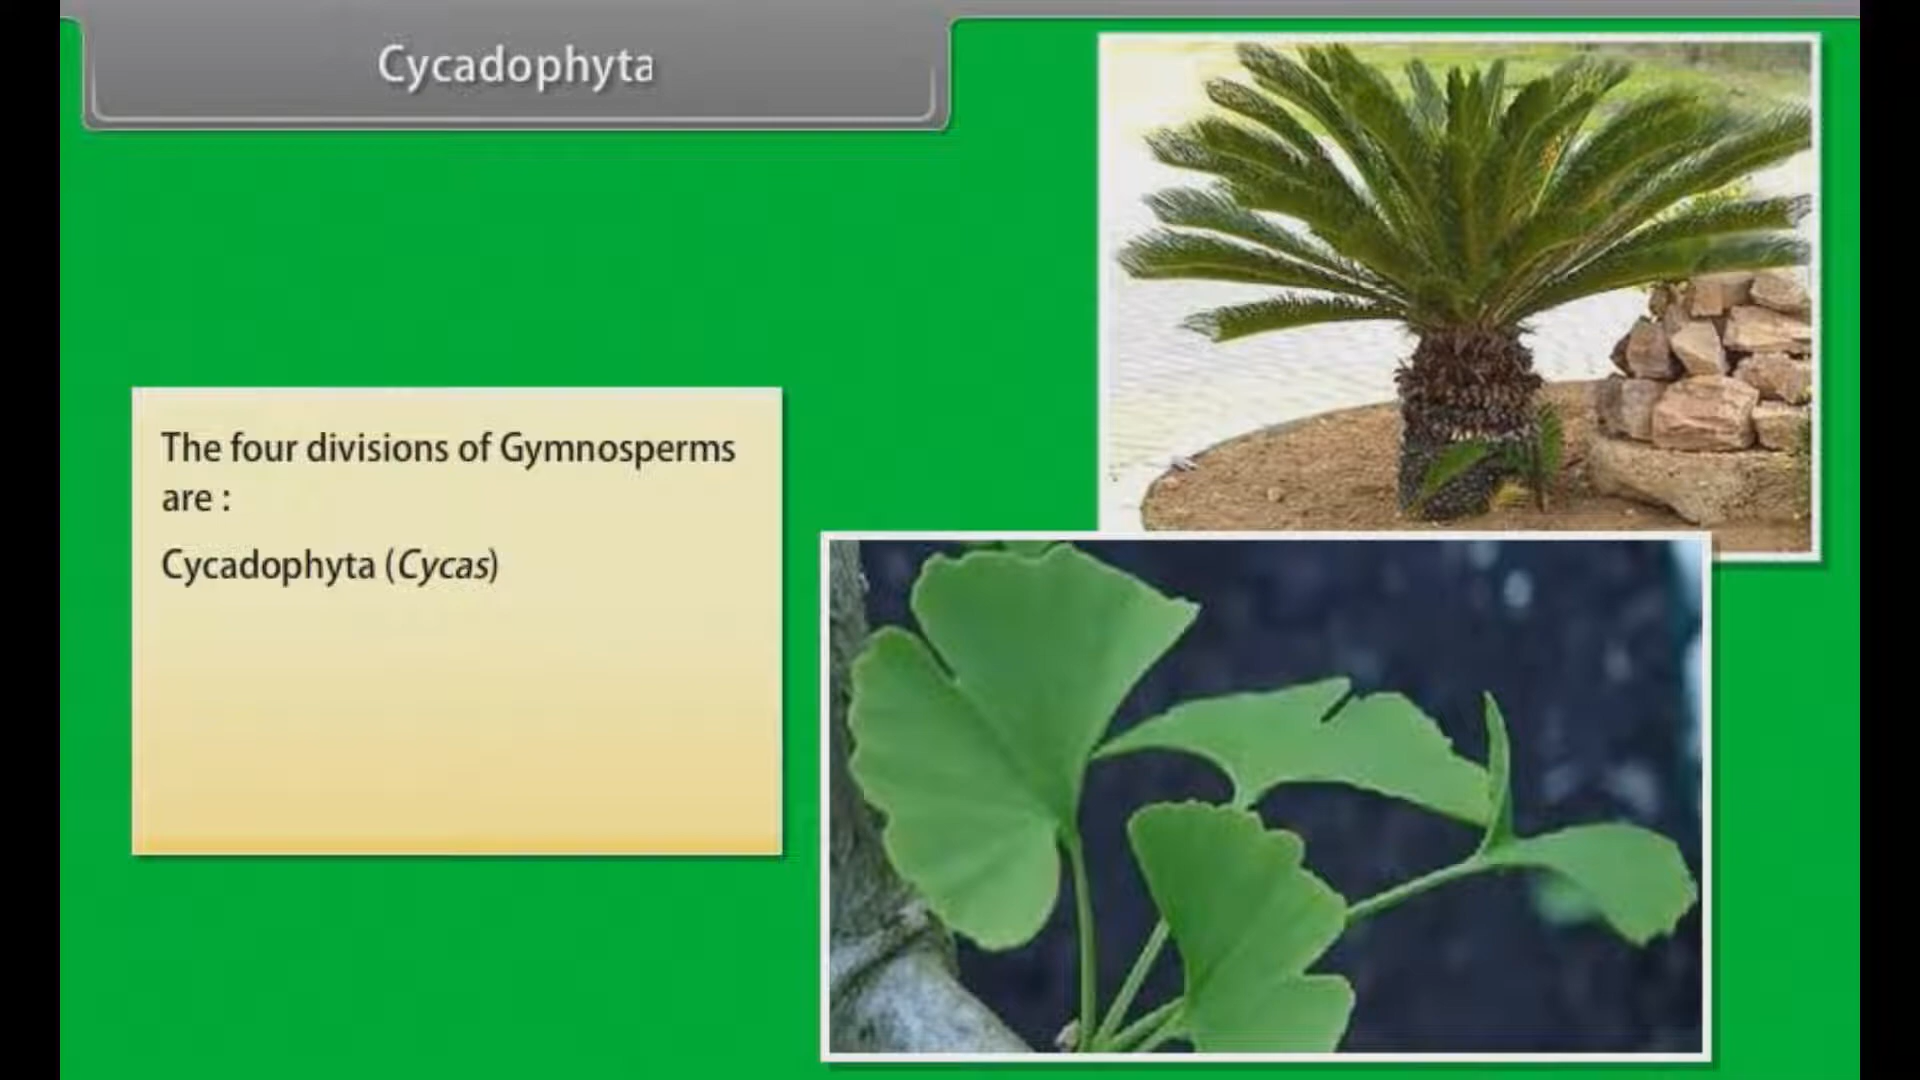 Cycadophyta
The four divisions of Gymnosperms
are :
Cycadophyta (Cycas)